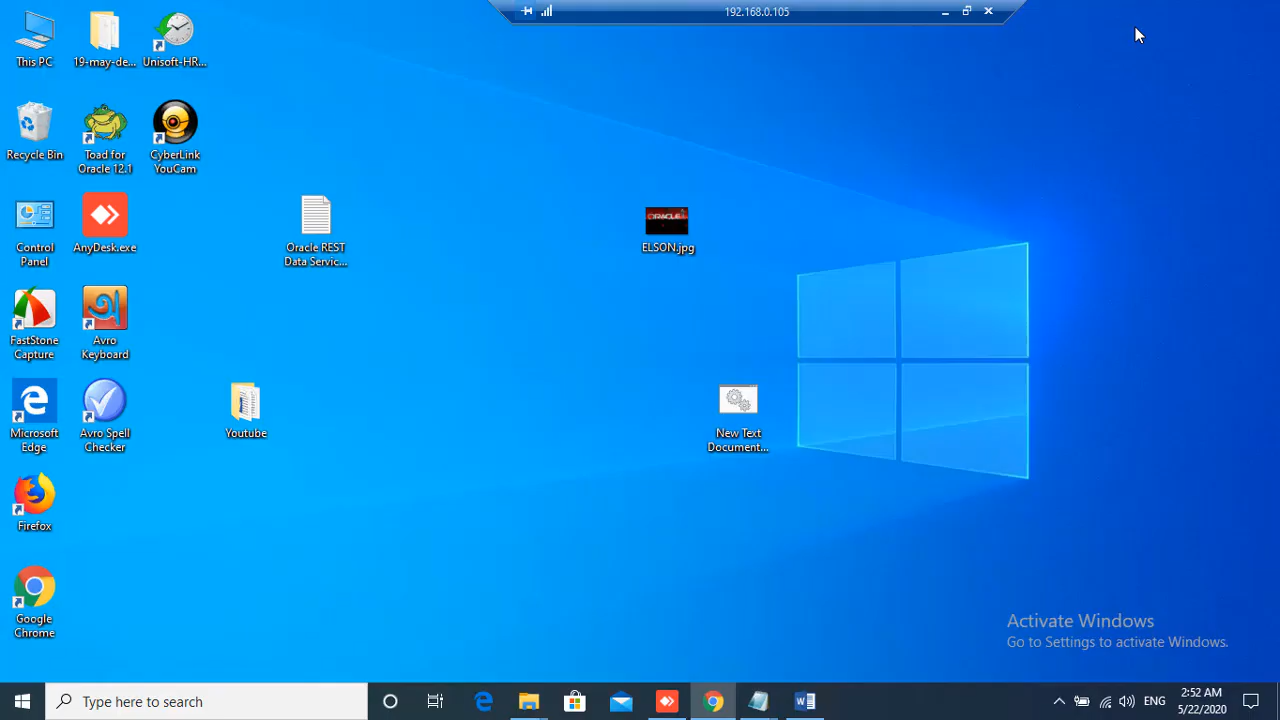 192.168.0.105
This PC
19-may-de...
Unisoft-HR...
Recycle Bin
Toad for
Oracle 12.1
CyberLink
YouCam
Control
Panel
AnyDesk.exe
Oracle REST
Data Servic...
ORACLE
ELSON.jpg
FastStone
Capture
Avro
Keyboard
Microsoft
Edge
Avro Spell
Checker
Youtube
New Text
Document...
Firefox
Google
Chrome
Activate Windows
Go to Settings to activate Windows.
Type here to search
ENG
2:52 AM
5/22/2020